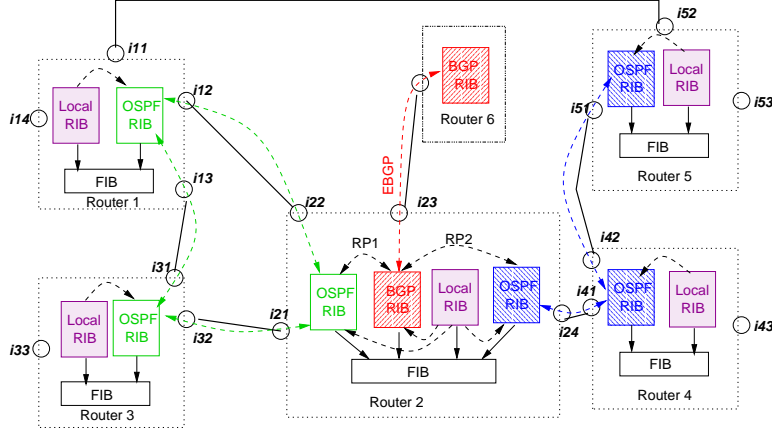 i11
i52
i12
i14
Local
RIB
OSPF
RIB
FIB
Router 1
i13
BGP
RIB
Router 6
EBGP
i51
OSPF
RIB
Local
RIB
i53
FIB
Router 5
i22
i23
i42
i31
RP1
RP2
OSPF
RIB
BGP
RIB
Local
RIB
OSPF
RIB
i21
i24
i41
FIB
Router 2
Local
RIB
OSPF
RIB
i32
i33
FIB
Router 3
OSPF
RIB
Local
RIB
i43
FIB
Router 4